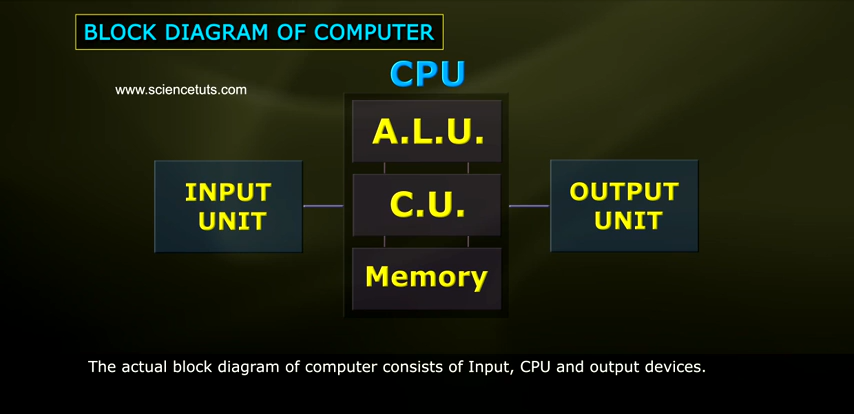 BLOCK DIAGRAM OF COMPUTER
CPU
www.sciencetuts.com
A.L.U.
INPUT
UNIT
C.U.
OUTPUT
UNIT
Memory
The actual block diagram of computer consists of Input, CPU and output devices.